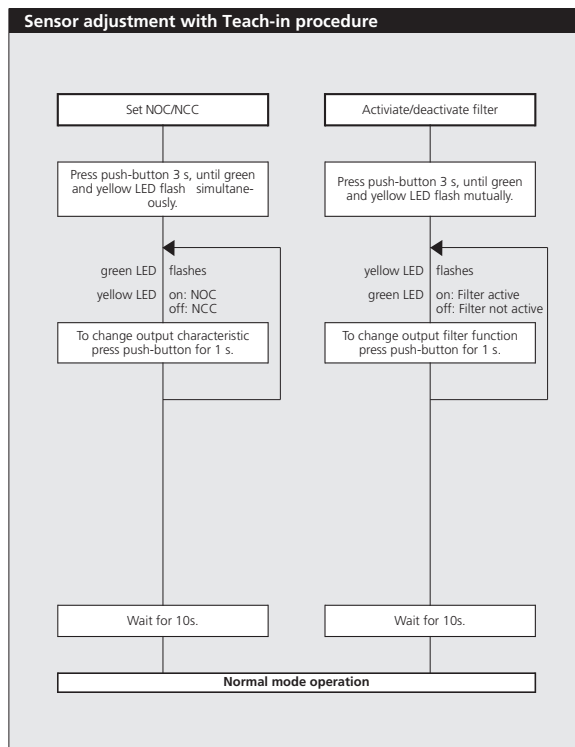 Sensor adjustment with Teach-in procedure
Set NOC/NCC
Press push-button 3 s, until green
and yellow LED flash simultane-
ously.
green LED flashes
yellow LED on: NOC
off: NCC
To change output characteristic
press push-button for 1 s.
Wait for 10s.
Activiate/deactivate filter
Press push-button 3 s, until green
and yellow LED flash mutually.
yellow LED flashes
green LED on: Filter active
off: Filter not active
To change output filter function
press push-button for 1 s.
Wait for 10s.
Normal mode operation